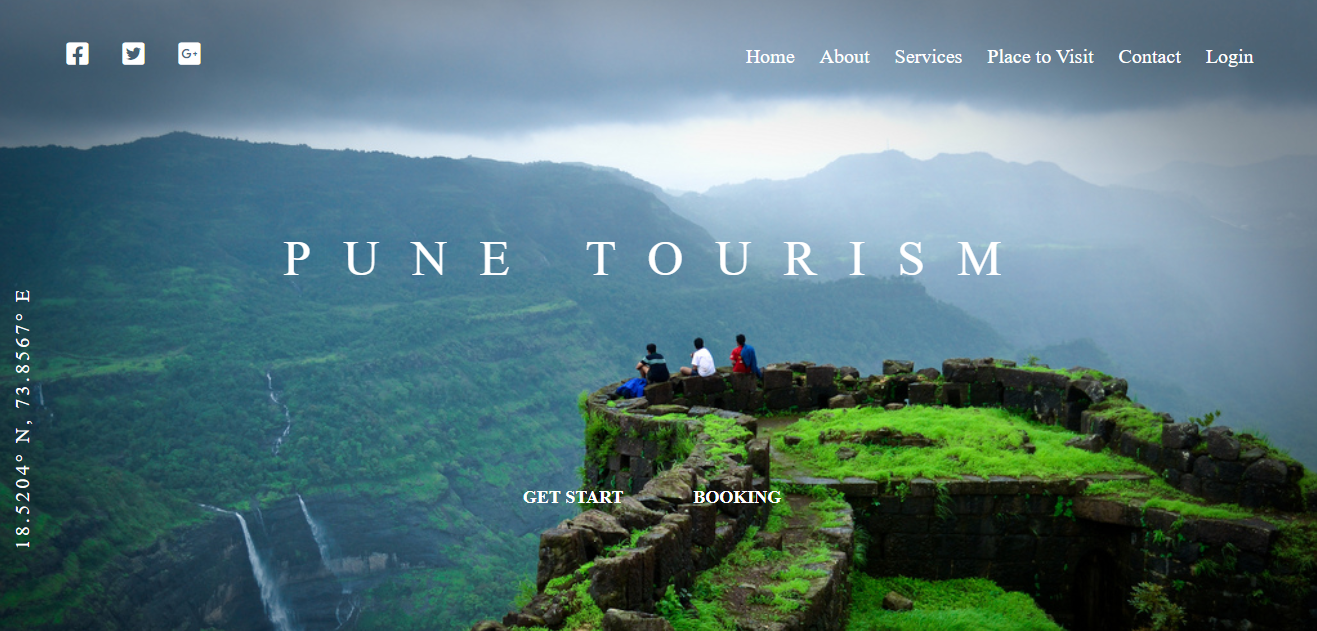 Home About Services Place to Visit Contact Login
PUNE TOURISM
18.5204° N, 73.8567° E
GET START BOOKING